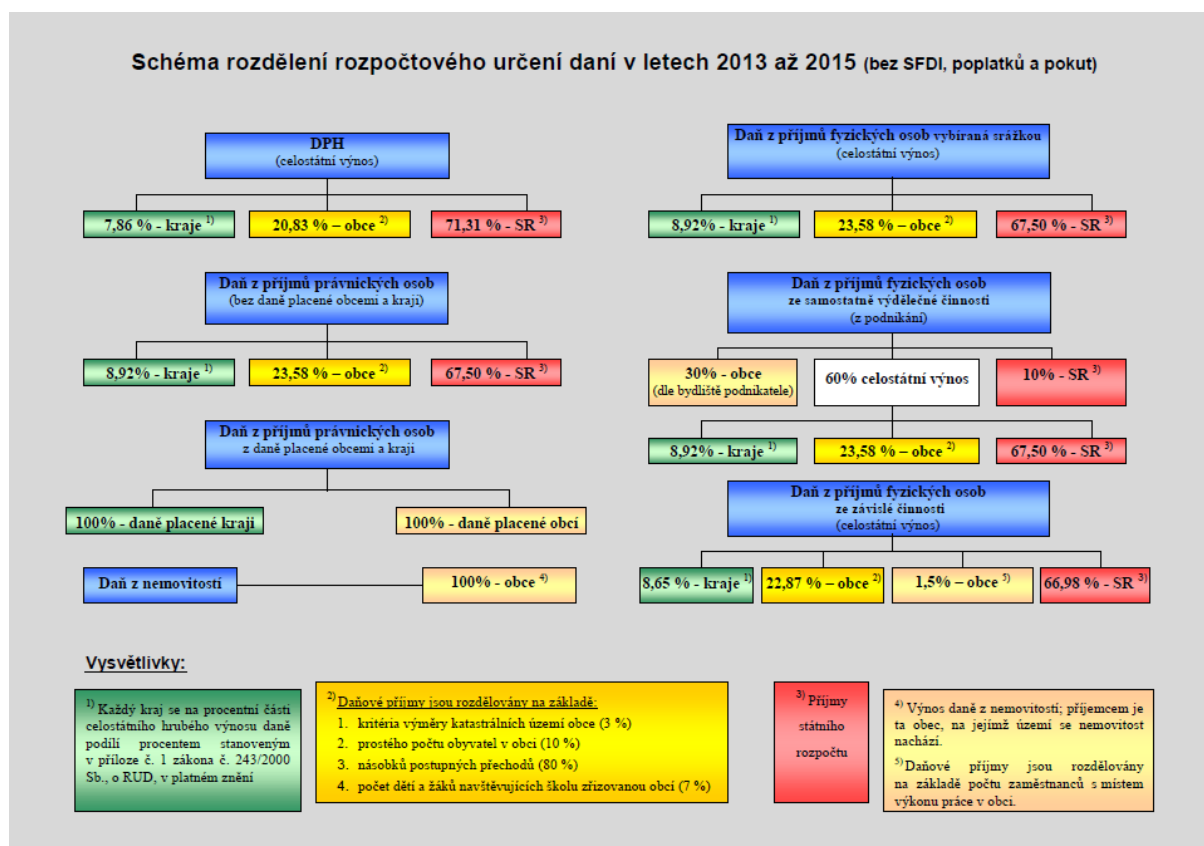 Schéma rozdělení rozpočtového určení daní v letech 2013 až 2015 (bez SFDI, poplatků a pokut)
DPH
(celostátní výnos)
7,86 % - kraje 1)
20,83 % – obce 2)
71,31 % - SR 3)
Daň z příjmů právnických osob
(bez daně placené obcemi a kraji)
8,92% - kraje 1)
23,58 % – obce 2)
67,50 % - SR 3)
Daň z příjmů právnických osob
z daně placené obcemi a kraji
100% - daně placené kraji
100% - daně placené obcí
Daň z nemovitostí
100% - obce 4)
Daň z příjmů fyzických osob vybíraná srážkou
(celostátní výnos)
8,92% - kraje 1)
23,58 % – obce 2)
67,50 % - SR 3)
Daň z příjmů fyzických osob
ze samostatně výdělečné činnosti
(z podnikání)
30% - obce
(dle bydliště podnikatele)
60% celostátní výnos
10% - SR 3)
8,92% - kraje 1)
23,58 % – obce 2)
67,50 % - SR 3)
Daň z příjmů fyzických osob
ze závislé činnosti
(celostátní výnos)
8,65 % - kraje 1)
22,87 % – obce 2)
1,5% – obce 5)
66,98 % - SR 3)
Vysvětlivky:
1) Každý kraj se na procentní části
celostátního hrubého výnosu daně
podílí procentem stanoveným
v příloze č. 1 zákona č. 243/2000
Sb., o RUD, v platném znění
2) Daňové příjmy jsou rozdělovány na základě:
1. kritéria výměry katastrálních území obce (3 %)
2. prostého počtu obyvatel v obci (10 %)
3. násobků postupných přechodů (80 %)
4. počet dětí a žáků navštěvujících školu zřizovanou obcí (7 %)
3) Příjmy
státního
rozpočtu
4) Výnos daně z nemovitostí; příjemcem je
ta obec, na jejímž území se nemovitost
nachází.
5) Daňové příjmy jsou rozdělovány
na základě počtu zaměstnanců s místem
výkonu práce v obci.